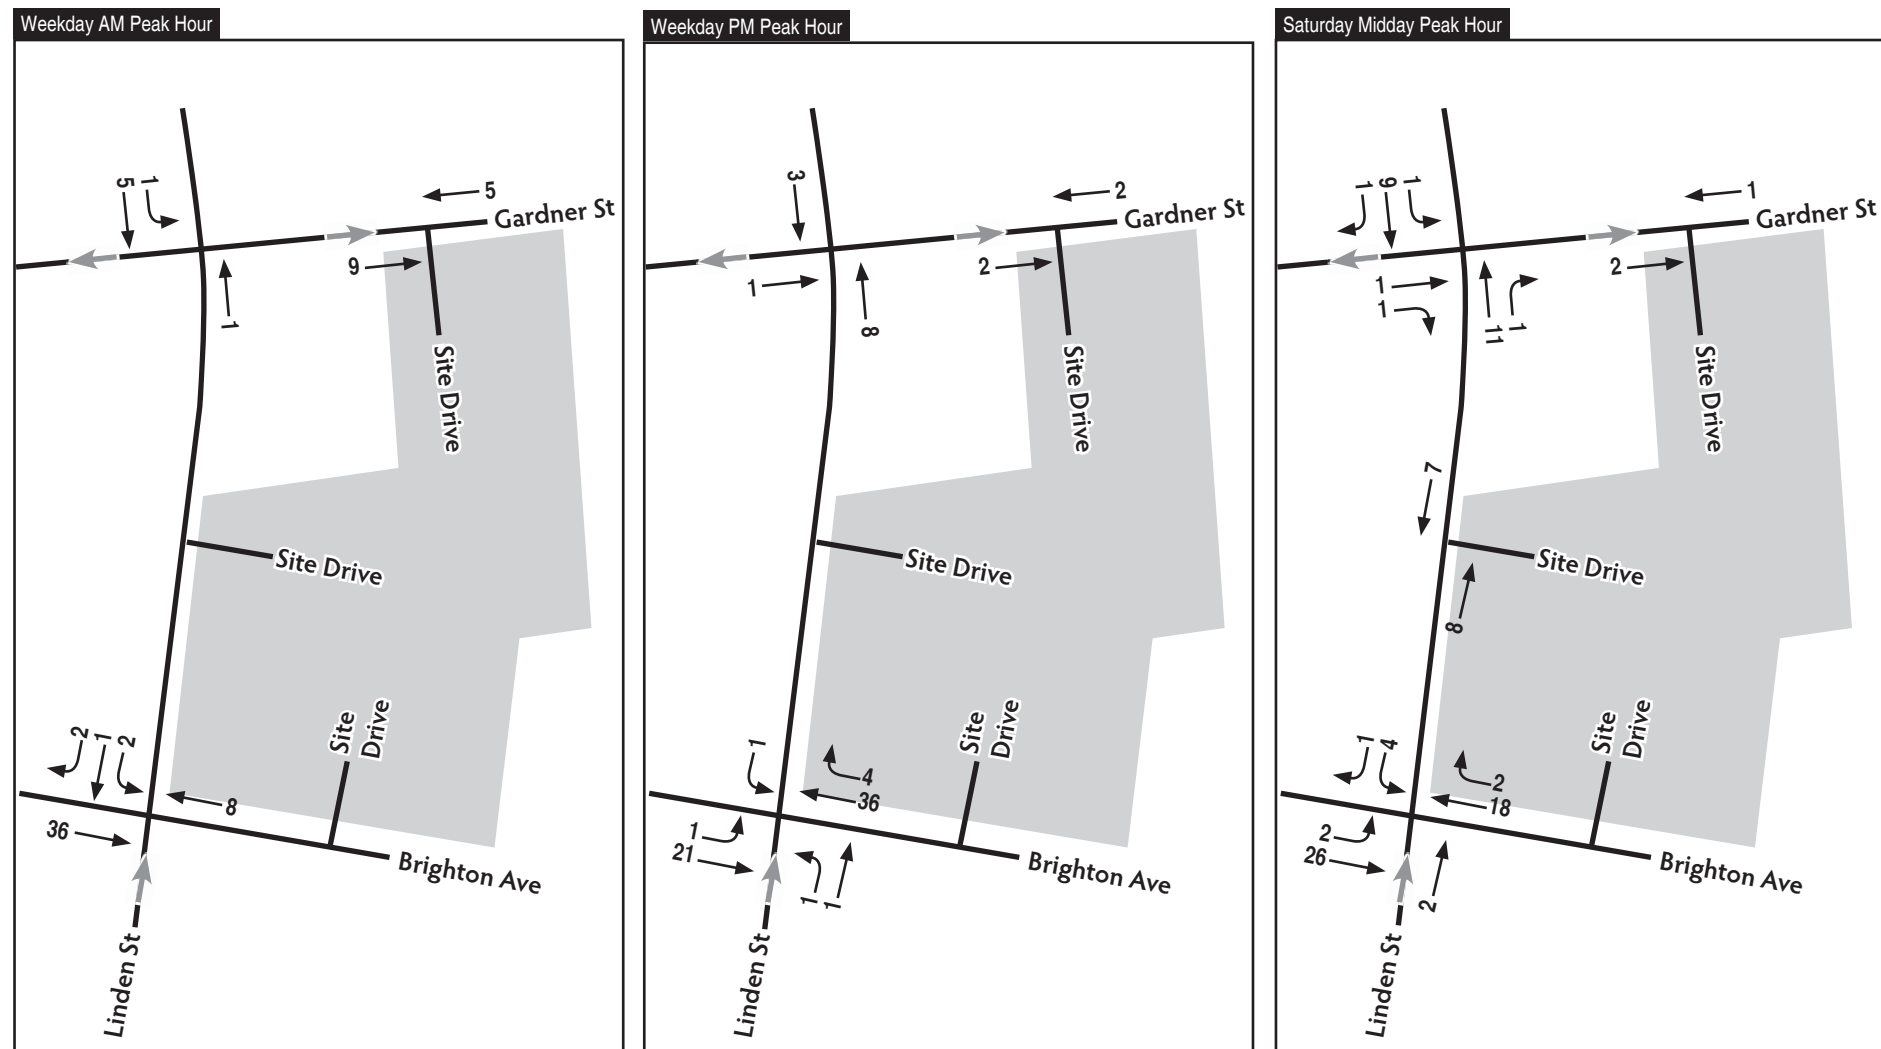 Weekday AM Peak Hour
5
1
5
Gardner St
9
1
Site Drive
Site Drive
2
1
2
Site
Drive
8
36
Brighton Ave
Linden St
Weekday PM Peak Hour
3
2
Gardner St
2
1
8
Site Drive
Site Drive
1
Site
Drive
4
36
1
21
1
1
Brighton Ave
Linden St
Saturday Midday Peak Hour
1
9
1
1
Gardner St
2
1
1
11
1
Site Drive
7
Site Drive
8
1
4
Site
Drive
2
18
2
26
2
Brighton Ave
Linden St